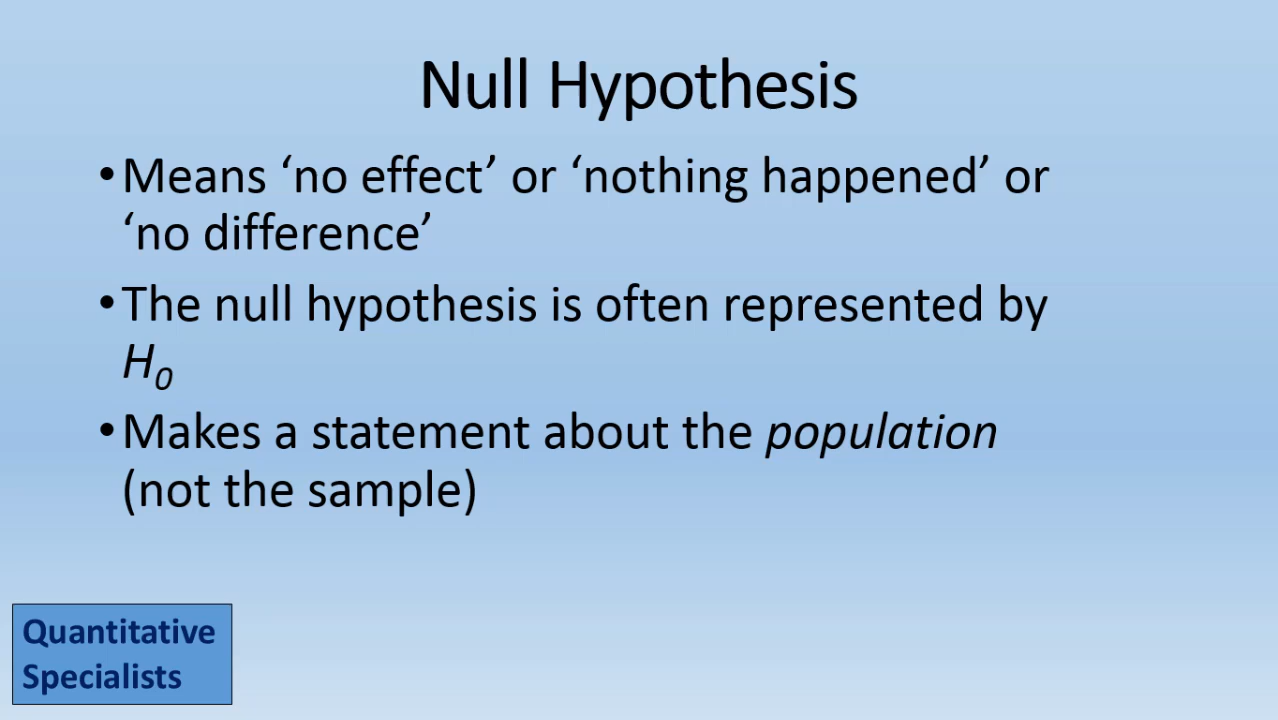 Null Hypothesis
•Means ‘no effect’ or ‘nothing happened’ or
‘no difference’
•The null hypothesis is often represented by
H0
•Makes a statement about the population
(not the sample)
Quantitative
Specialists